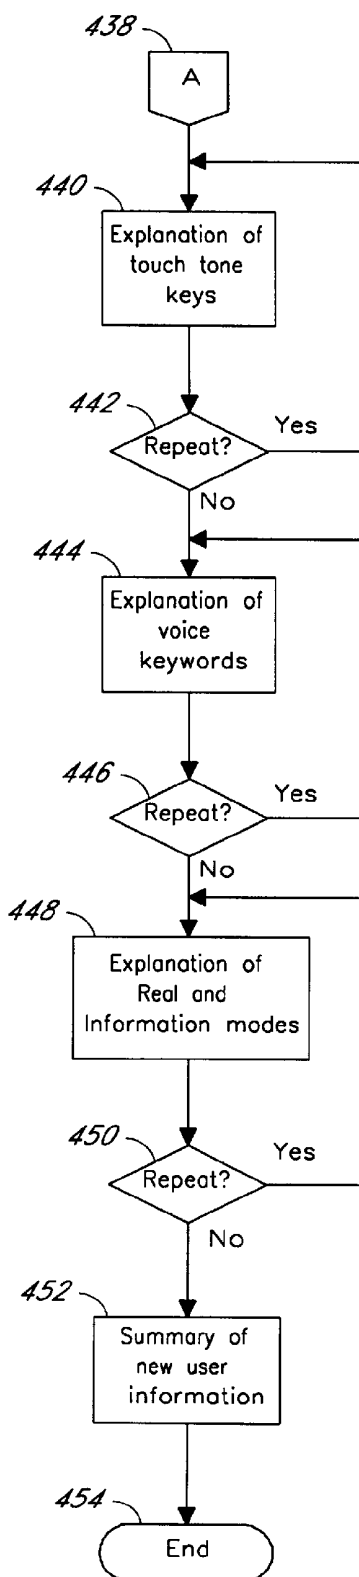 438
A
440
Explanation of
touch tone
keys
442
Repeat?
Yes
No
444
Explanation of
voice
keywords
446
Repeat?
Yes
No
448
Explanation of
Real and
Information modes
450
Repeat?
Yes
No
452
Summary of
new user
information
454
End